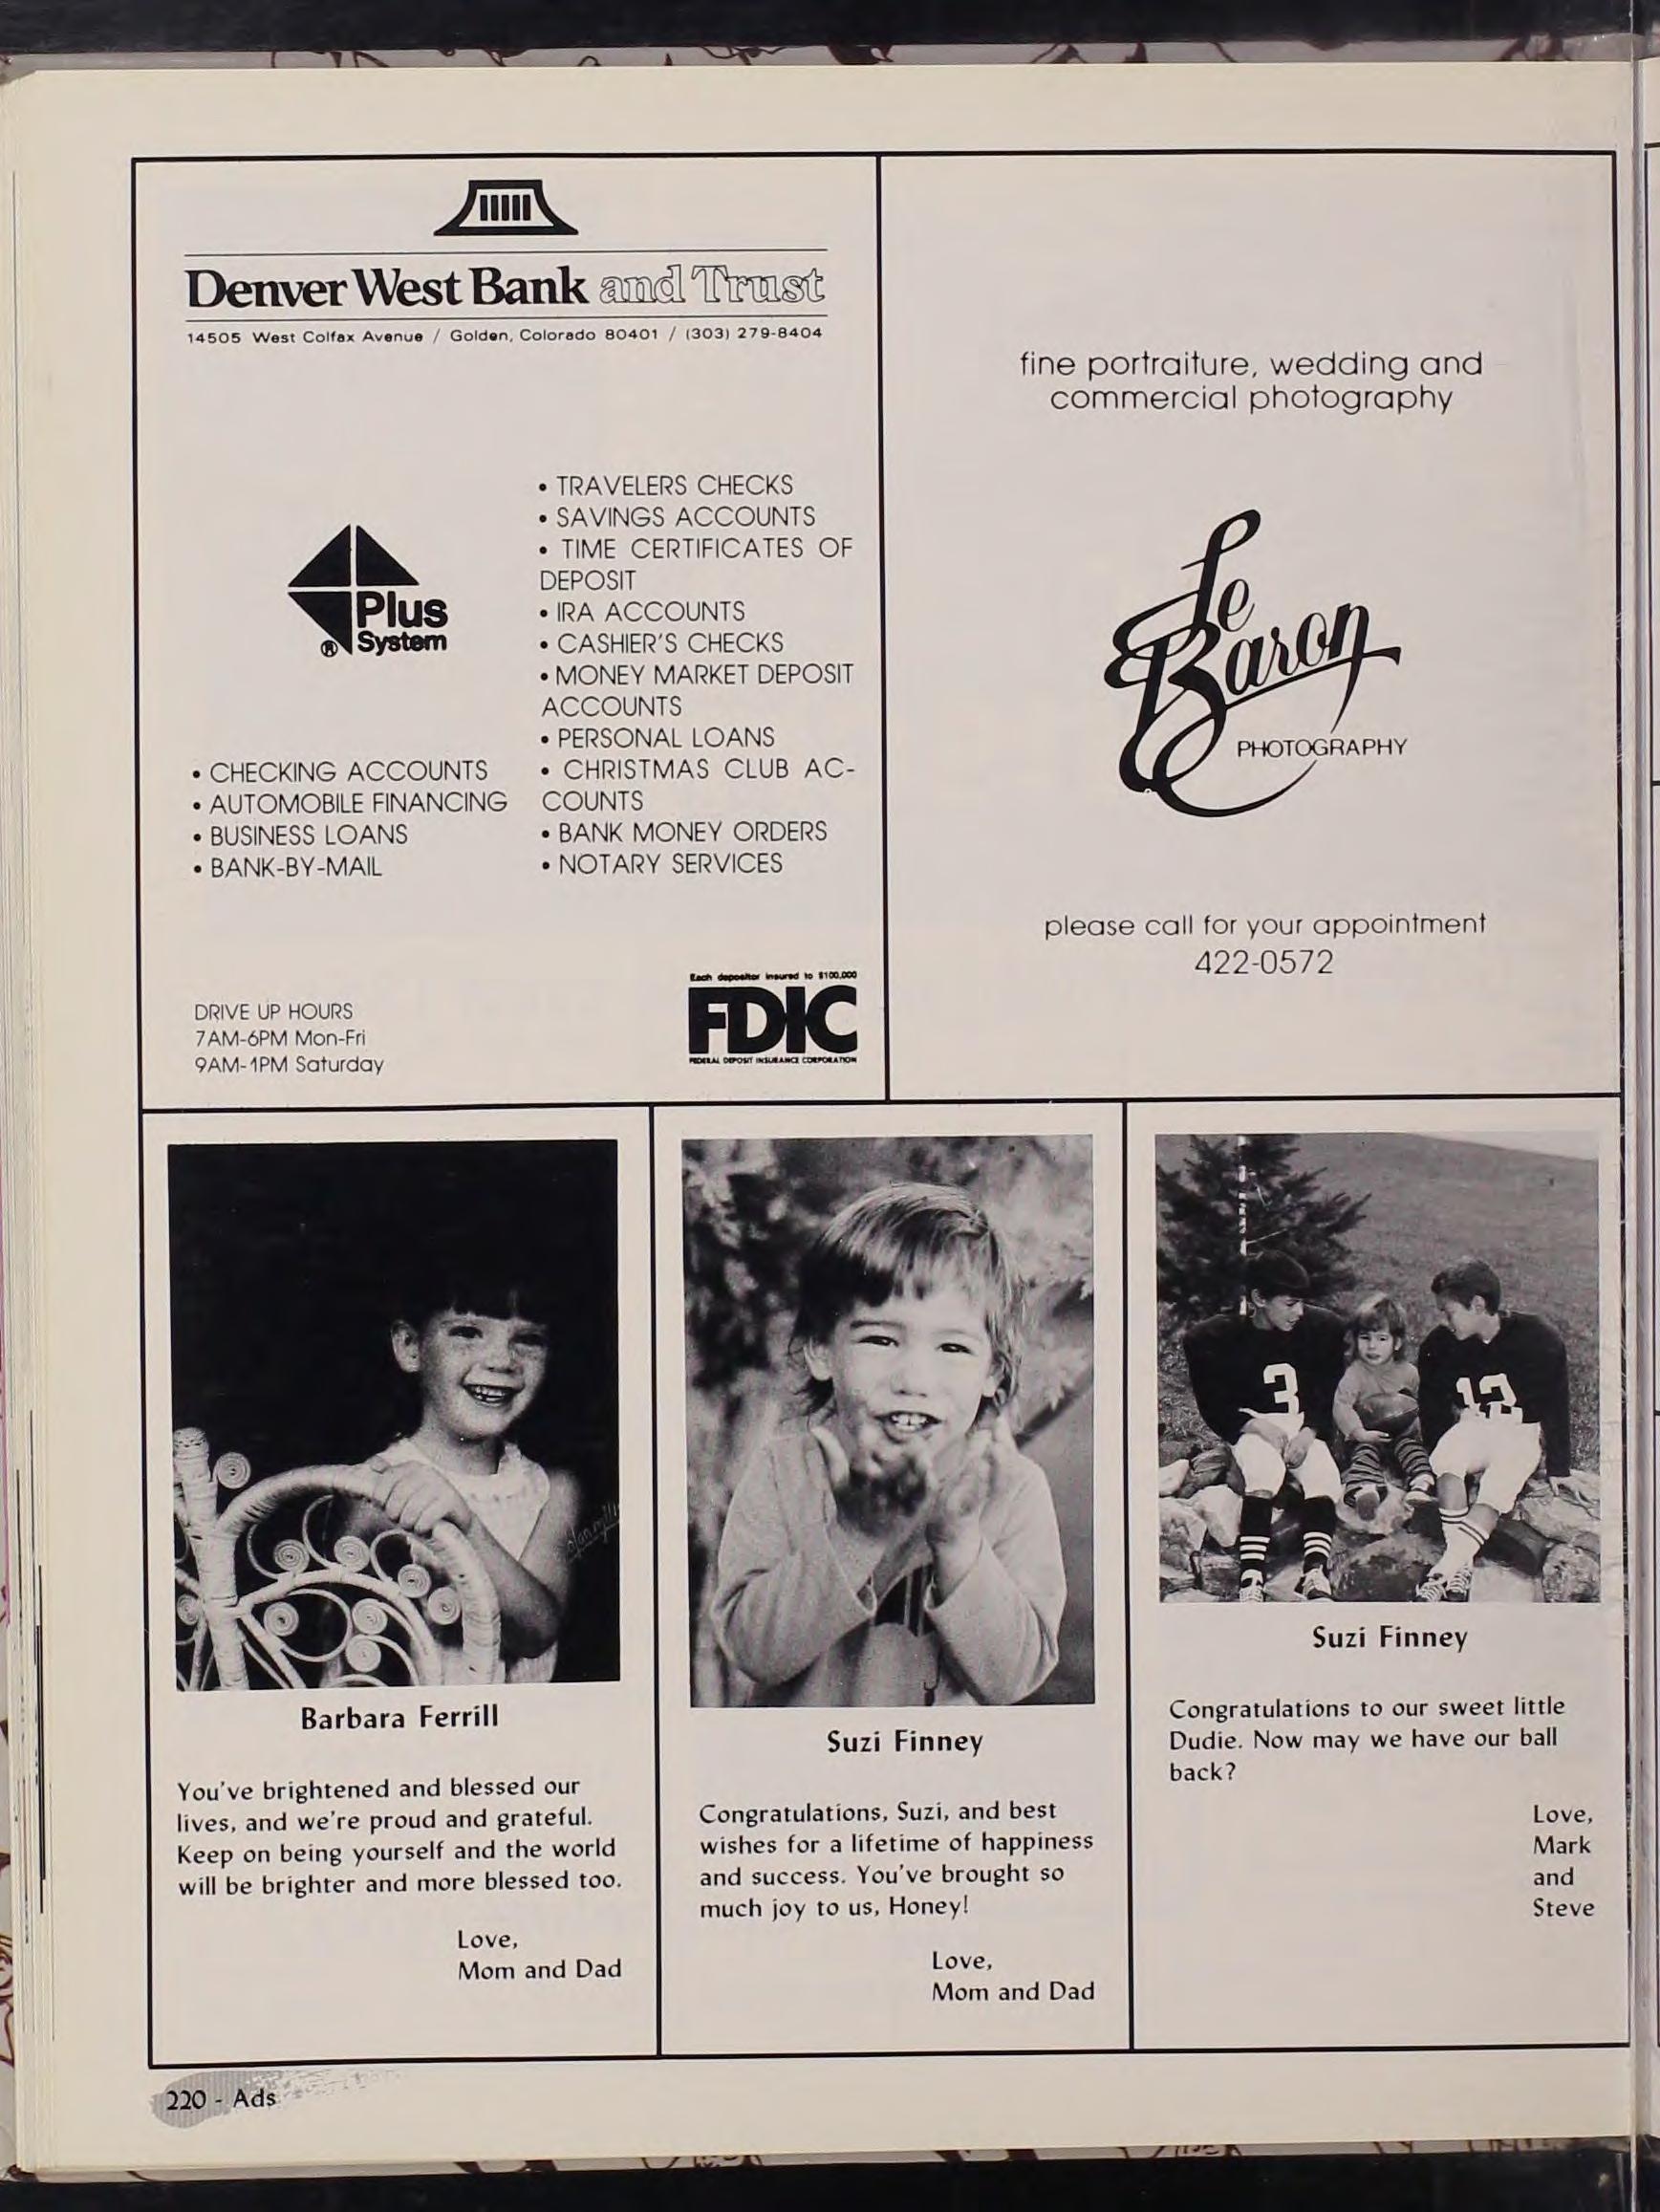 Denver West Bank and Trust
14505 West Colfax Avenue / Golden, Colorado 80401 / (303) 279-8404
Plus
System
®
• CHECKING ACCOUNTS
• AUTOMOBILE FINANCING
• BUSINESS LOANS
• BANK-BY-MAIL
• TRAVELERS CHECKS
• SAVINGS ACCOUNTS
• TIME CERTIFICATES OF
DEPOSIT
• IRA ACCOUNTS
• CASHIER'S CHECKS
• MONEY MARKET DEPOSIT
ACCOUNTS
• PERSONAL LOANS
• CHRISTMAS CLUB AC-
COUNTS
• BANK MONEY ORDERS
• NOTARY SERVICES
DRIVE UP HOURS
7AM-6PM Mon-Fri
9AM-1PM Saturday
Each depositor insured to $100,000
FDIC
FEDERAL DEPOSIT INSURANCE CORPORATION
fine portraiture, wedding and
commercial photography
Le
Baron
PHOTOGRAPHY
please call for your appointment
422-0572
Barbara Ferrill
You've brightened and blessed our
lives, and we're proud and grateful.
Keep on being yourself and the world
will be brighter and more blessed too.
Love,
Mom and Dad
Suzi Finney
Congratulations, Suzi, and best
wishes for a lifetime of happiness
and success. You've brought so
much joy to us, Honey!
Love,
Mom and Dad
3
12
Suzi Finney
Congratulations to our sweet little
Dudie. Now may we have our ball
back?
Love,
Mark
and
Steve
220 - Ads